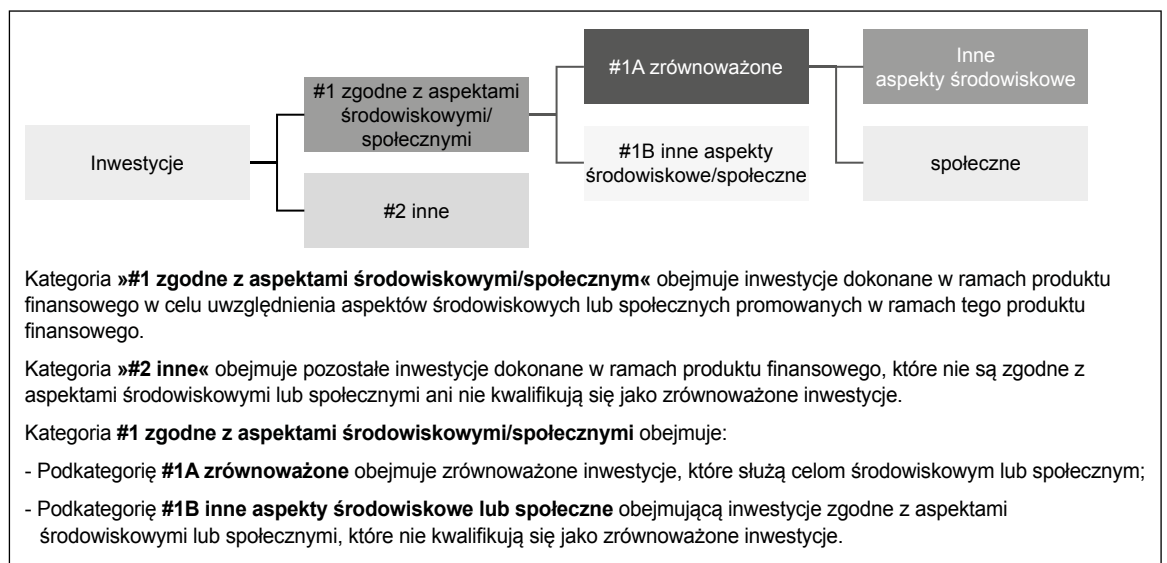 Inwestycje
#1 zgodne z aspektami
środowiskowymi/
społecznymi
#2 inne
#1A zrównoważone
#1B inne aspekty
środowiskowe/społeczne
Inne
aspekty środowiskowe
społeczne
Kategoria »#1 zgodne z aspektami środowiskowymi/społecznym« obejmuje inwestycje dokonane w ramach produktu
finansowego w celu uwzględnienia aspektów środowiskowych lub społecznych promowanych w ramach tego produktu
finansowego.
Kategoria »#2 inne« obejmuje pozostałe inwestycje dokonane w ramach produktu finansowego, które nie są zgodne z
aspektami środowiskowymi lub społecznymi ani nie kwalifikują się jako zrównoważone inwestycje.
Kategoria #1 zgodne z aspektami środowiskowymi/społecznymi obejmuje:
- Podkategorię #1A zrównoważone obejmuje zrównoważone inwestycje, które służą celom środowiskowym lub społecznym;
- Podkategorię #1B inne aspekty środowiskowe lub społeczne obejmującą inwestycje zgodne z aspektami
środowiskowymi lub społecznymi, które nie kwalifikują się jako zrównoważone inwestycje.